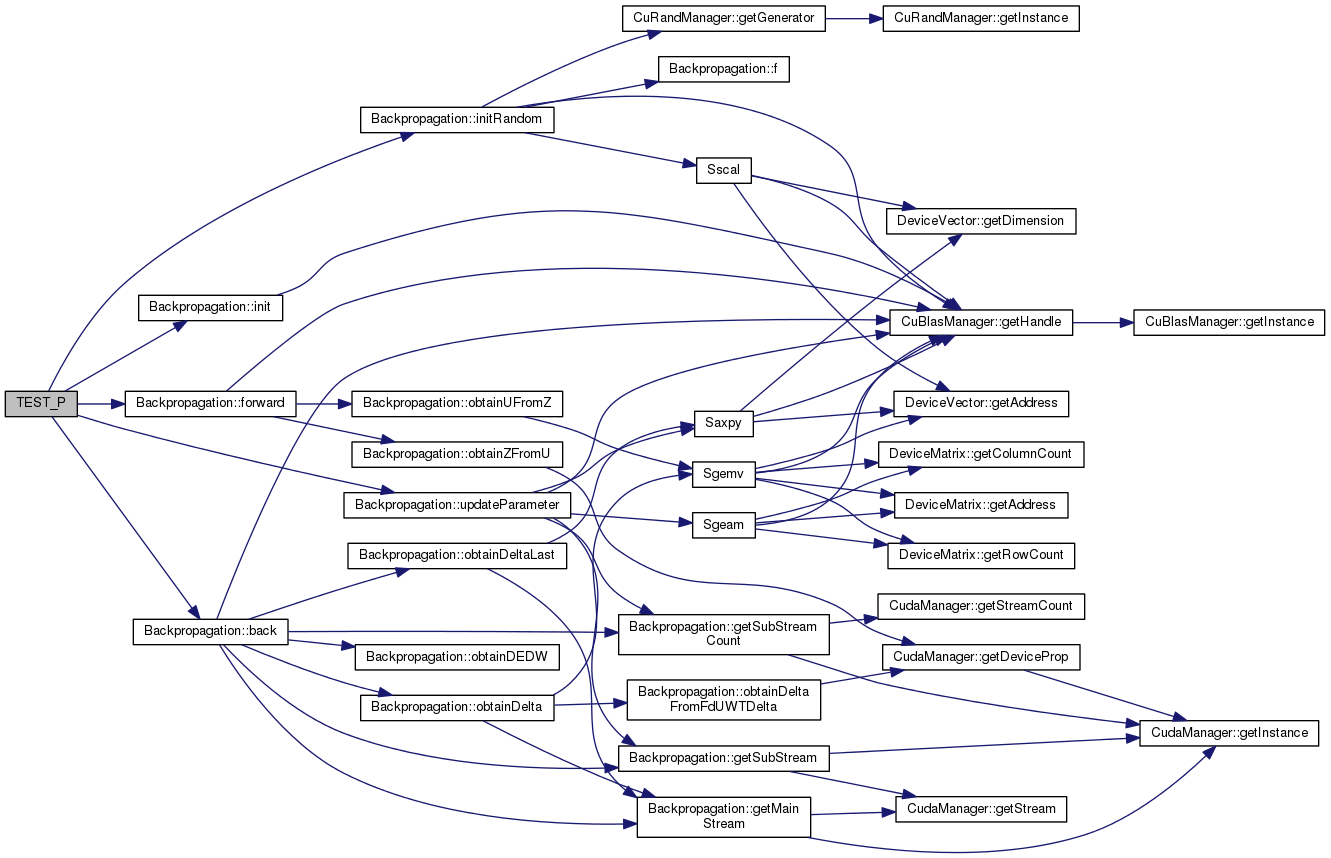 CuRandManager::getGenerator
CuRandManager::getInstance
Backpropagation::f
Backpropagation::initRandom
Sscal
DeviceVector::getDimension
Backpropagation::init
CuBlasManager::getHandle
CuBlasManager::getInstance
TEST_P
Backpropagation::forward
Backpropagation::obtainUFromZ
DeviceVector::getAddress
Saxpy
Backpropagation::obtainZFromU
DeviceMatrix::getColumnCount
Sgemv
Backpropagation::updateParameter
DeviceMatrix::getAddress
Sgeam
Backpropagation::obtainDeltaLast
DeviceMatrix::getRowCount
CudaManager::getStreamCount
Backpropagation::back
Backpropagation::getSubStream
Count
Backpropagation::obtainDEDW
CudaManager::getDeviceProp
Backpropagation::obtainDelta
Backpropagation::obtainDelta
FromFdUWTDelta
CudaManager::getInstance
Backpropagation::getSubStream
Backpropagation::getMain
Stream
CudaManager::getStream